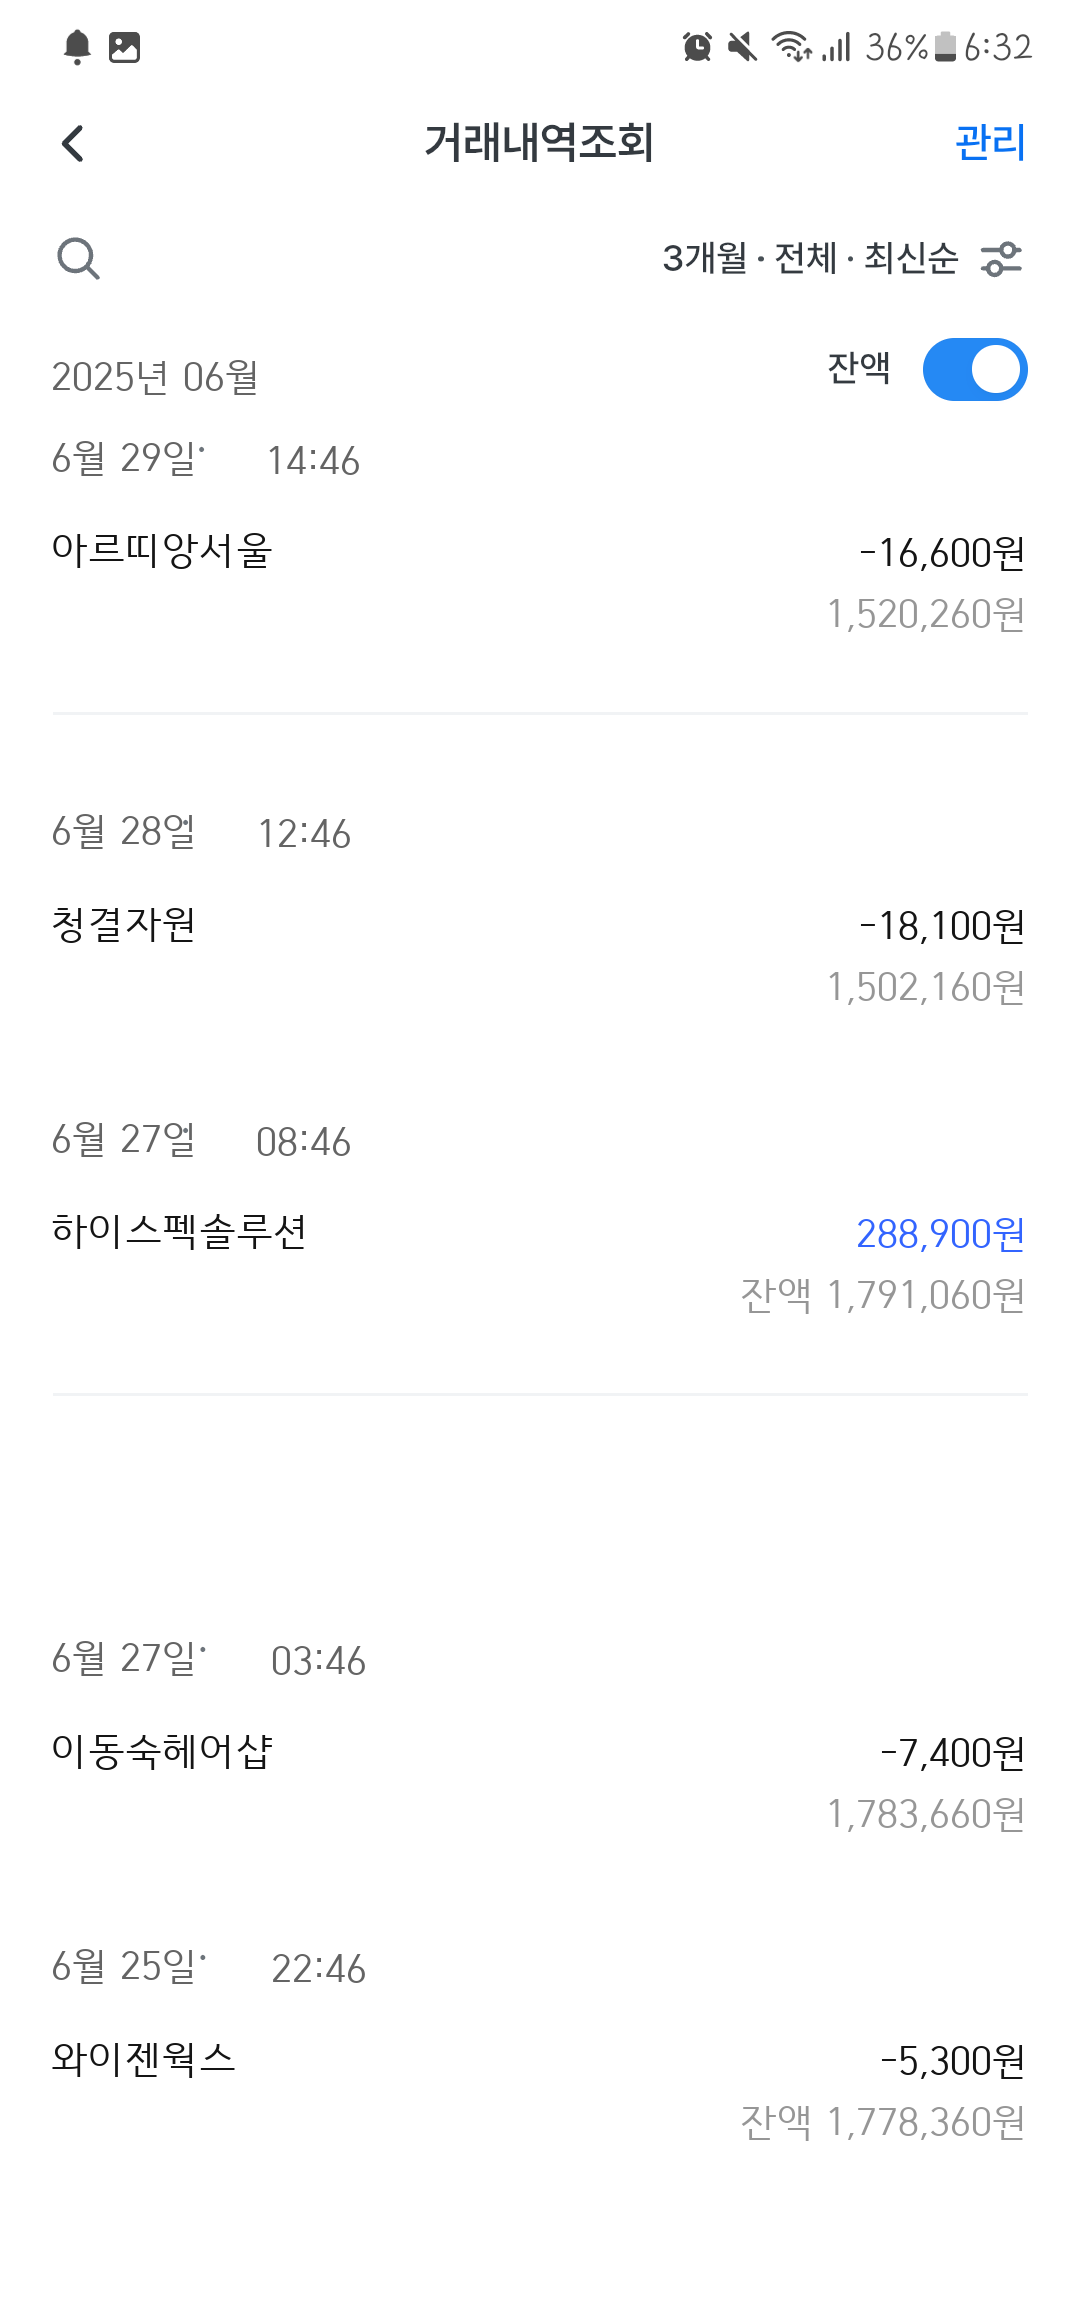 36% 6:32
거래내역조회 관리
3개월 · 전체 · 최신순
2025년 06월 잔액
6월 29일· 14:46
아르띠앙서울 -16,600원
1,520,260원
6월 28일 12:46
청결자원 -18,100원
1,502,160원
6월 27일 08:46
하이스펙솔루션 288,900원
잔액 1,791,060원
6월 27일· 03:46
이동숙헤어샵 -7,400원
1,783,660원
6월 25일· 22:46
와이젠웍스 -5,300원
잔액 1,778,360원